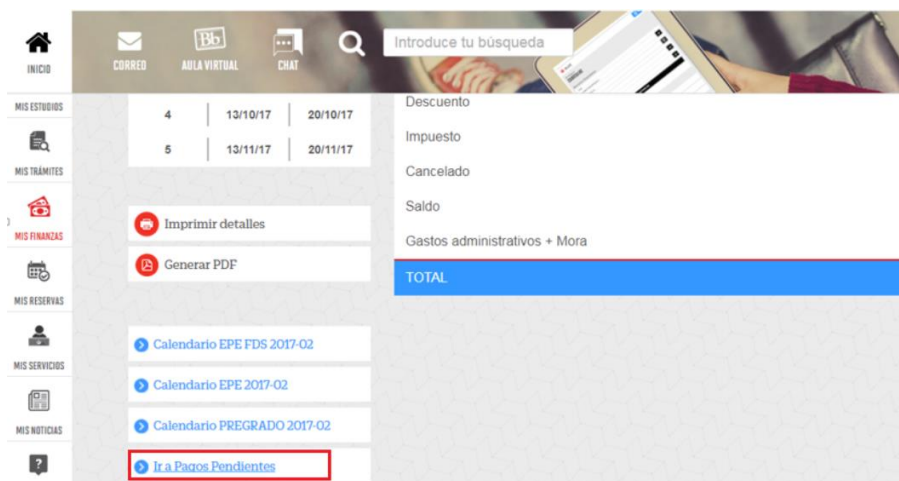 INICIO
CORREO
Bb
AULA VIRTUAL
CHAT
Introduce tu búsqueda
MIS ESTUDIOS
MIS TRÁMITES
MIS FINANZAS
MIS RESERVAS
MIS SERVICIOS
MIS NOTICIAS
?
4 13/10/17 20/10/17
5 13/11/17 20/11/17
Imprimir detalles
Generar PDF
Calendario EPE FDS 2017-02
Calendario EPE 2017-02
Calendario PREGRADO 2017-02
Ir a Pagos Pendientes
Descuento
Impuesto
Cancelado
Saldo
Gastos administrativos + Mora
TOTAL